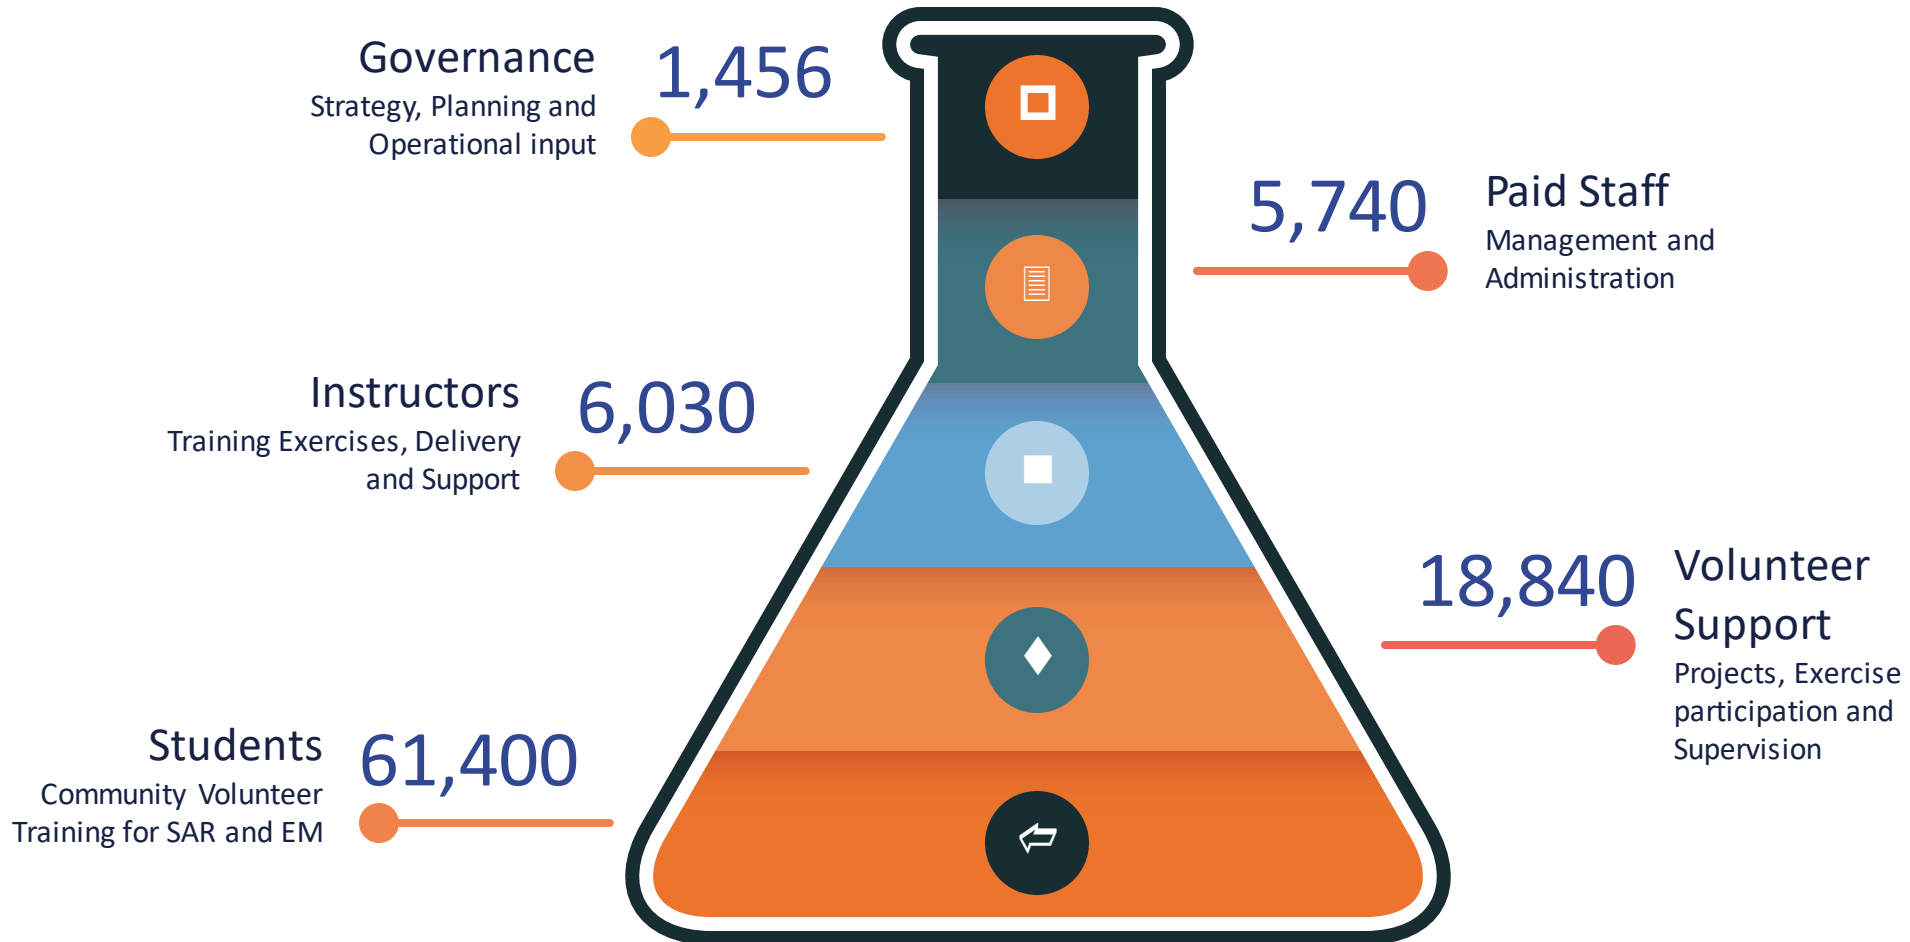 Governance
Strategy, Planning and
Operational input
1,456
5,740
Paid Staff
Management and
Administration
Instructors
Training Exercises, Delivery
and Support
6,030
18,840
Volunteer
Support
Projects, Exercise
participation and
Supervision
Students
Community Volunteer
Training for SAR and EM
61,400